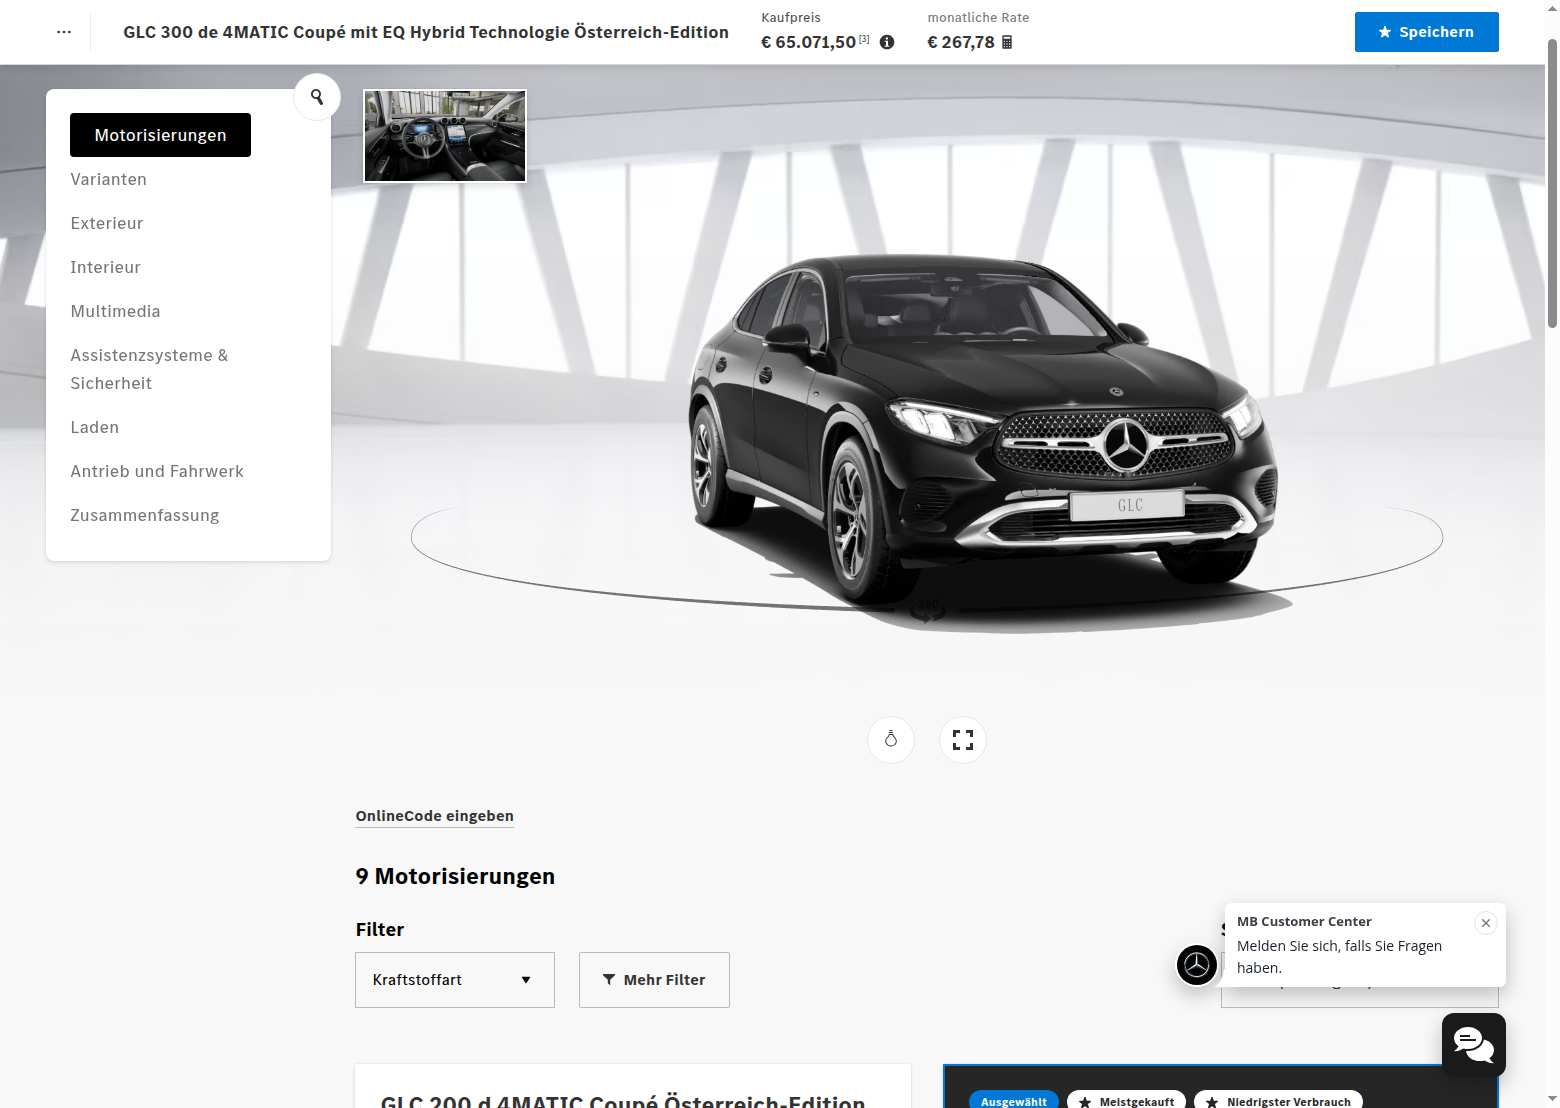 GLC 300 de 4MATIC Coupé mit EQ Hybrid Technologie Österreich-Edition
Kaufpreis
€ 65.071,50 [3]
monatliche Rate
€ 267,78
Speichern
Motorisierungen
Varianten
Exterieur
Interieur
Multimedia
Assistenzsysteme &
Sicherheit
Laden
Antrieb und Fahrwerk
Zusammenfassung
GLC
360°
OnlineCode eingeben
9 Motorisierungen
Filter
Kraftstoffart
Mehr Filter
MB Customer Center
Melden Sie sich, falls Sie Fragen
haben.
GLC 200 d 4MATIC Coupé Österreich-Edition
Ausgewählt
Meistgekauft
Niedrigster Verbrauch